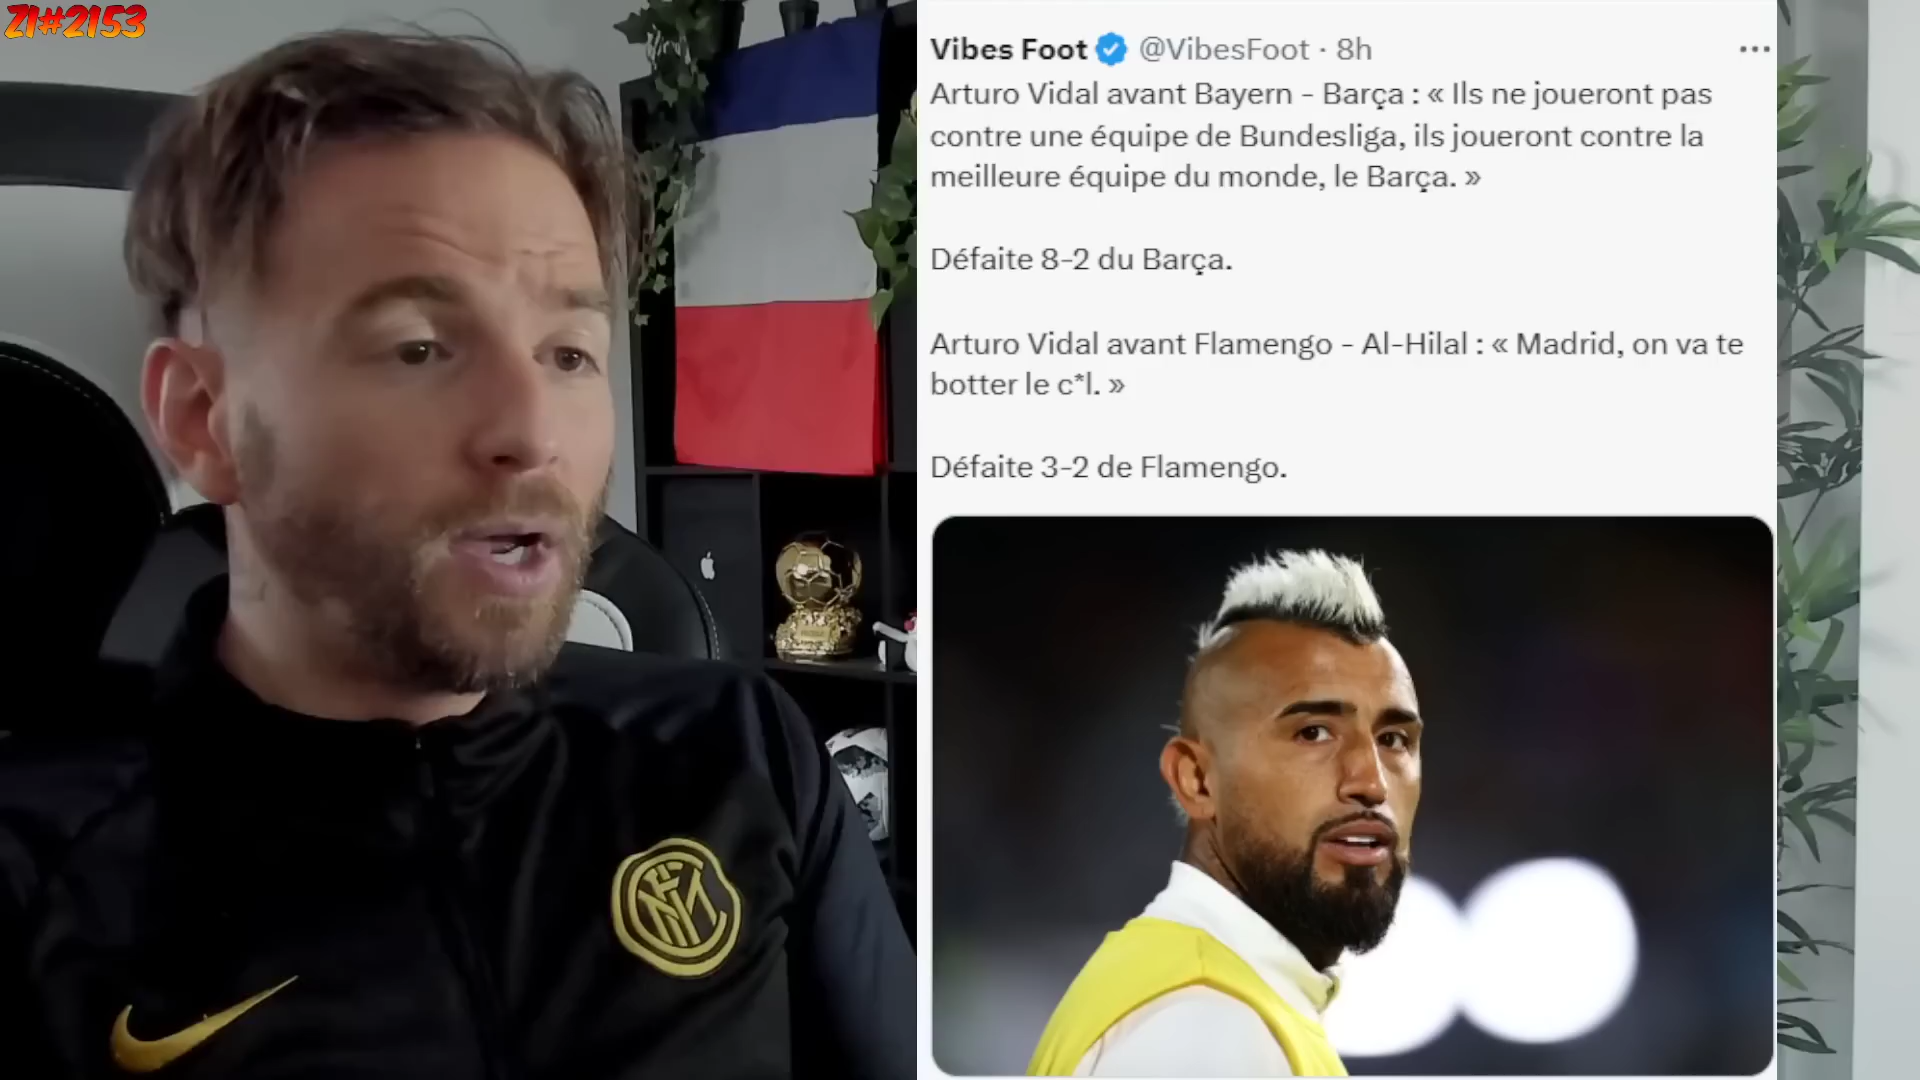 Z1#2153
Vibes Foot @VibesFoot · 8h
Arturo Vidal avant Bayern - Barça : « Ils ne joueront pas
contre une équipe de Bundesliga, ils joueront contre la
meilleure équipe du monde, le Barça. »
Défaite 8-2 du Barça.
Arturo Vidal avant Flamengo - Al-Hilal : « Madrid, on va te
botter le c*l. »
Défaite 3-2 de Flamengo.